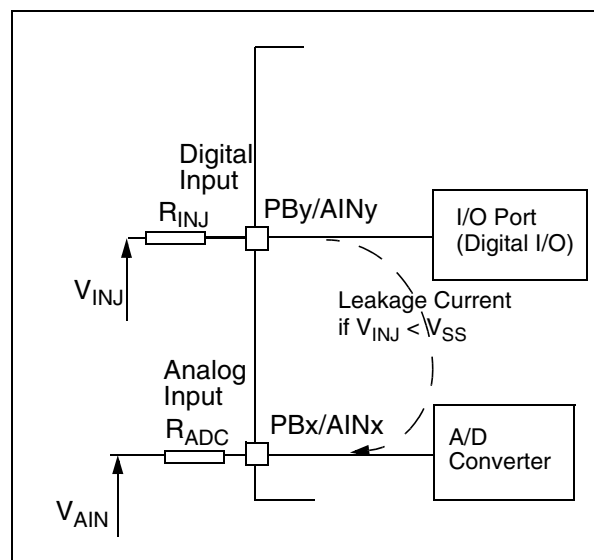 Digital
Input
R_INJ
PBy/AINy
I/O Port
(Digital I/O)
V_INJ
Leakage Current
if V_INJ < V_SS
Analog
Input
R_ADC
PBx/AINx
A/D
Converter
V_AIN